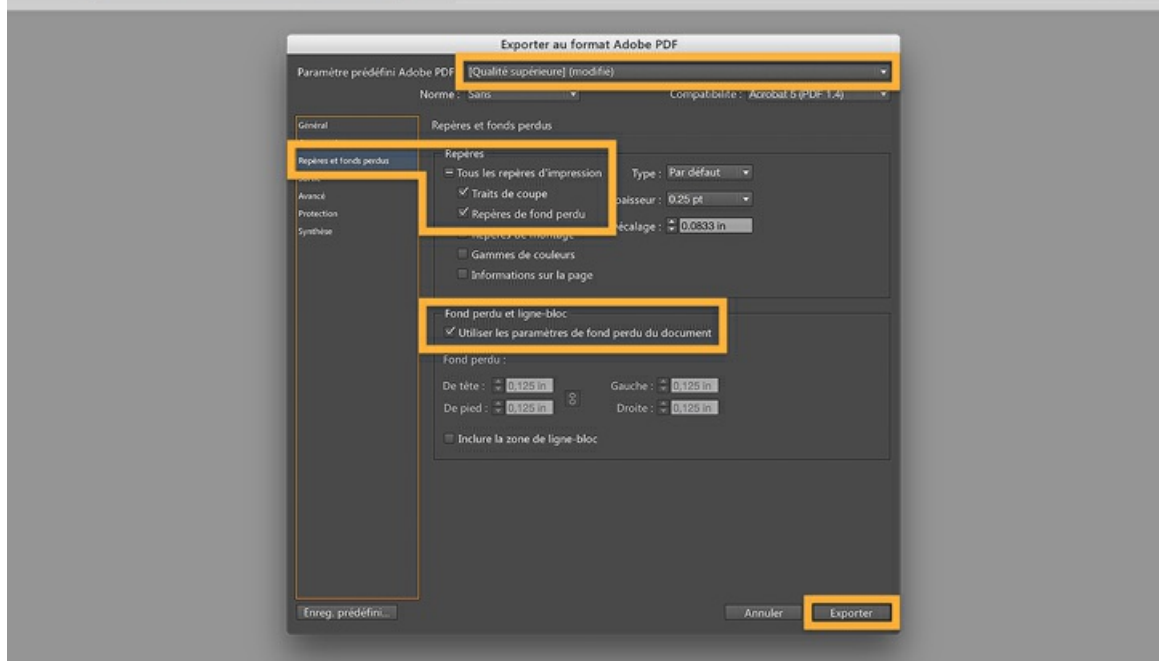 Exporter au format Adobe PDF
Paramètre prédéfini Adobe PDF [Qualité supérieure] (modifié)
Norme : Sans Compatibilité : Acrobat 5 (PDF 1.4)
Général
Repères et fonds perdus
Avancé
Protection
Synthèse
Repères et fonds perdus
Repères
Tous les repères d'impression
Traits de coupe
Repères de fond perdu
Repères de montage
Gammes de couleurs
Informations sur la page
Type : Par défaut
0.25 pt
0.0833 in
Fond perdu et ligne-bloc
Utiliser les paramètres de fond perdu du document
Fond perdu :
De tête : 0,125 in Gauche : 0,125 in
De pied : 0,125 in Droite : 0,125 in
Inclure la zone de ligne-bloc
Enreg. prédéfini... Annuler Exporter